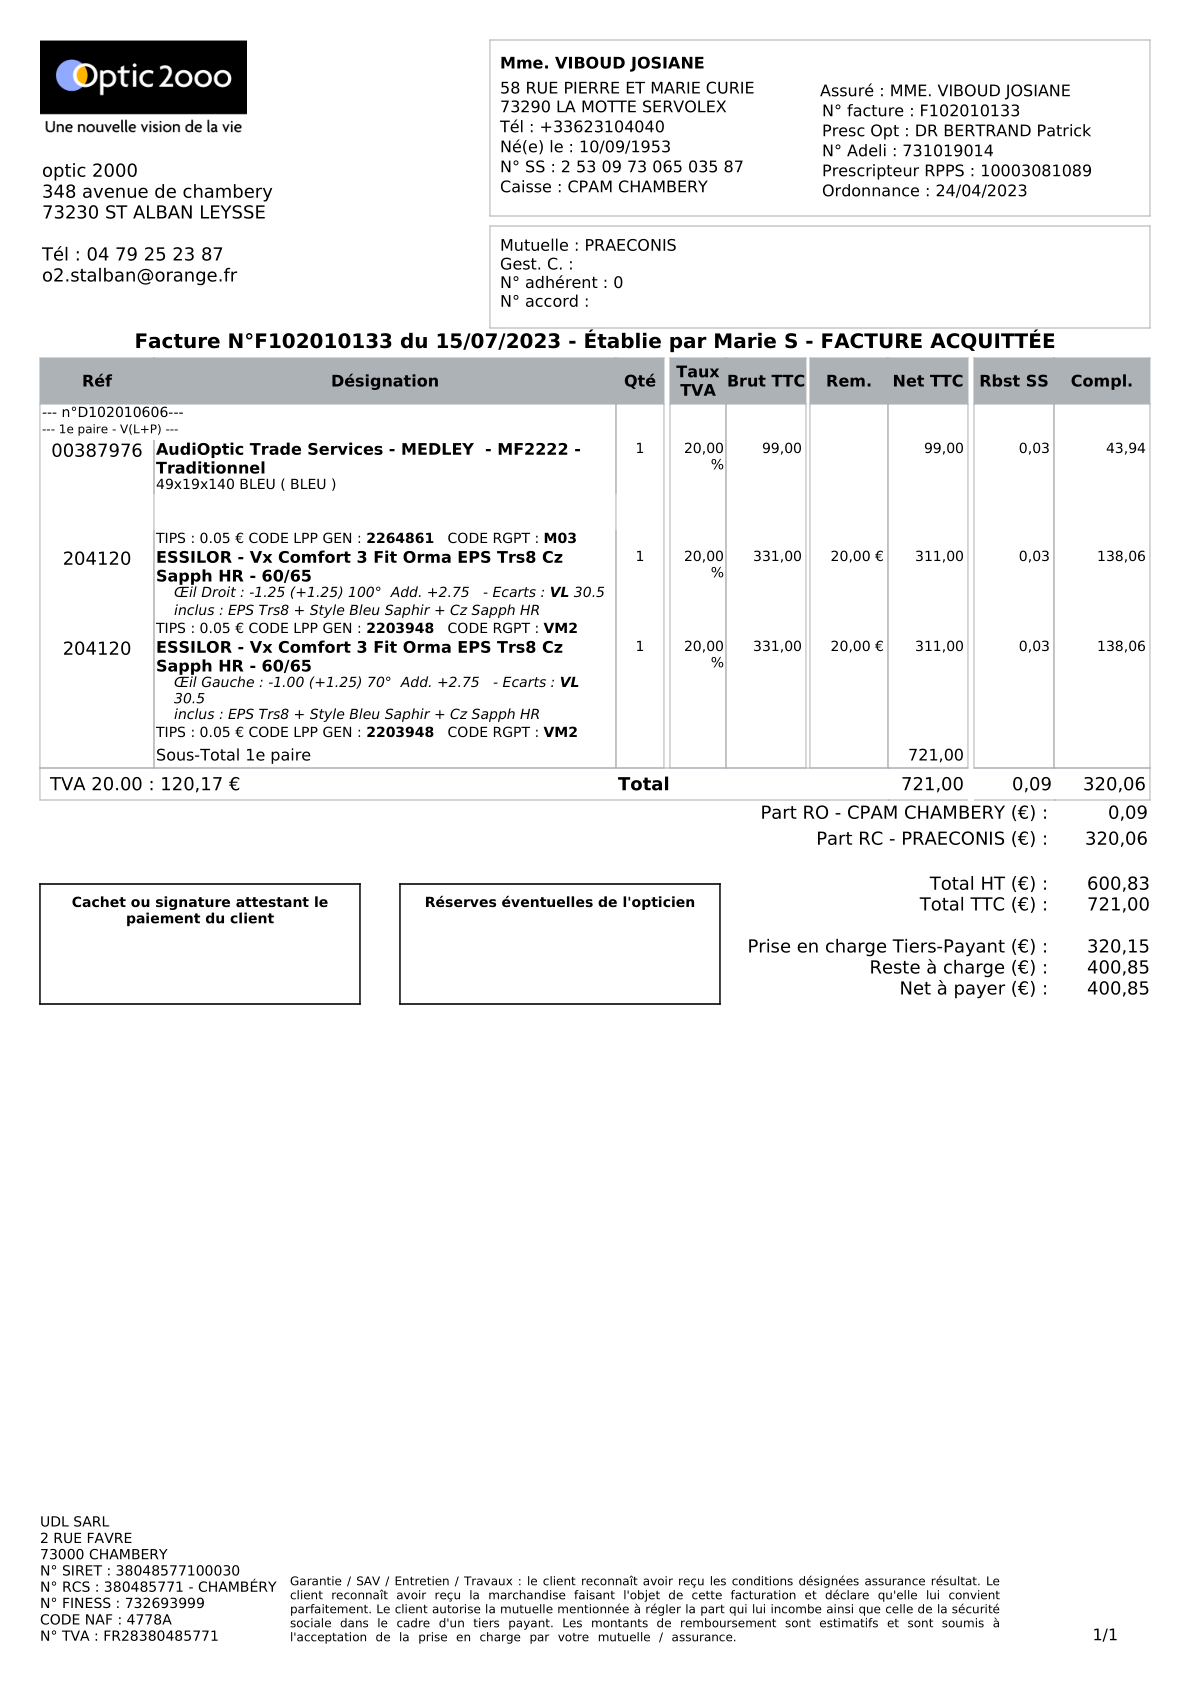 Optic 2000
Une nouvelle vision de la vie
optic 2000
348 avenue de chambery
73230 ST ALBAN LEYSSE
Tél : 04 79 25 23 87
o2.stalban@orange.fr
Mme. VIBOUD JOSIANE
58 RUE PIERRE ET MARIE CURIE
73290 LA MOTTE SERVOLEX
Tél : +33623104040
Né(e) le : 10/09/1953
N° SS : 2 53 09 73 065 035 87
Caisse : CPAM CHAMBERY
Assuré : MME. VIBOUD JOSIANE
N° facture : F102010133
Presc Opt : DR BERTRAND Patrick
N° Adeli : 731019014
Prescripteur RPPS : 10003081089
Ordonnance : 24/04/2023
Mutuelle : PRAECONIS
Gest. C. :
N° adhérent : 0
N° accord :
Facture N°F102010133 du 15/07/2023 - Établie par Marie S - FACTURE ACQUITTÉE
Réf Désignation Qté Taux TVA Brut TTC Rem. Net TTC Rbst SS Compl.
--- n°D102010606---
--- 1e paire - V(L+P) ---
00387976 AudiOptic Trade Services - MEDLEY - MF2222 - 1 20,00 99,00 99,00 0,03 43,94
Traditionnel %
49x19x140 BLEU ( BLEU )
TIPS : 0.05 € CODE LPP GEN : 2264861 CODE RGPT : M03
204120 ESSILOR - Vx Comfort 3 Fit Orma EPS Trs8 Cz 1 20,00 331,00 20,00 € 311,00 0,03 138,06
Sapph HR - 60/65 %
Œil Droit : -1.25 (+1.25) 100° Add. +2.75 - Ecarts : VL 30.5
inclus : EPS Trs8 + Style Bleu Saphir + Cz Sapph HR
TIPS : 0.05 € CODE LPP GEN : 2203948 CODE RGPT : VM2
204120 ESSILOR - Vx Comfort 3 Fit Orma EPS Trs8 Cz 1 20,00 331,00 20,00 € 311,00 0,03 138,06
Sapph HR - 60/65 %
Œil Gauche : -1.00 (+1.25) 70° Add. +2.75 - Ecarts : VL
30.5
inclus : EPS Trs8 + Style Bleu Saphir + Cz Sapph HR
TIPS : 0.05 € CODE LPP GEN : 2203948 CODE RGPT : VM2
Sous-Total 1e paire 721,00
TVA 20.00 : 120,17 € Total 721,00 0,09 320,06
Part RO - CPAM CHAMBERY (€) : 0,09
Part RC - PRAECONIS (€) : 320,06
Total HT (€) : 600,83
Total TTC (€) : 721,00
Prise en charge Tiers-Payant (€) : 320,15
Reste à charge (€) : 400,85
Net à payer (€) : 400,85
Cachet ou signature attestant le
paiement du client
Réserves éventuelles de l'opticien
UDL SARL
2 RUE FAVRE
73000 CHAMBERY
N° SIRET : 38048577100030
N° RCS : 380485771 - CHAMBÉRY
N° FINESS : 732693999
CODE NAF : 4778A
N° TVA : FR28380485771
Garantie / SAV / Entretien / Travaux : le client reconnaît avoir reçu les conditions désignées assurance résultat. Le
client reconnaît avoir reçu la marchandise faisant l'objet de cette facturation et déclare qu'elle lui convient
parfaitement. Le client autorise la mutuelle mentionnée à régler la part qui lui incombe ainsi que celle de la sécurité
sociale dans le cadre d'un tiers payant. Les montants de remboursement sont estimatifs et sont soumis à
l'acceptation de la prise en charge par votre mutuelle / assurance.
1/1